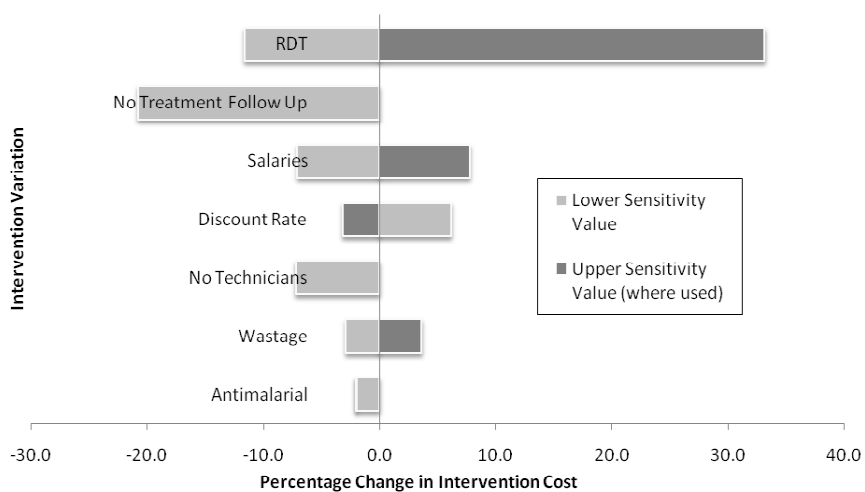 RDT
No Treatment Follow Up
Salaries
Discount Rate
No Technicians
Wastage
Antimalarial
Intervention Variation
Lower Sensitivity
Value
Upper Sensitivity
Value (where used)
-30.0 -20.0 -10.0 0.0 10.0 20.0 30.0 40.0
Percentage Change in Intervention Cost